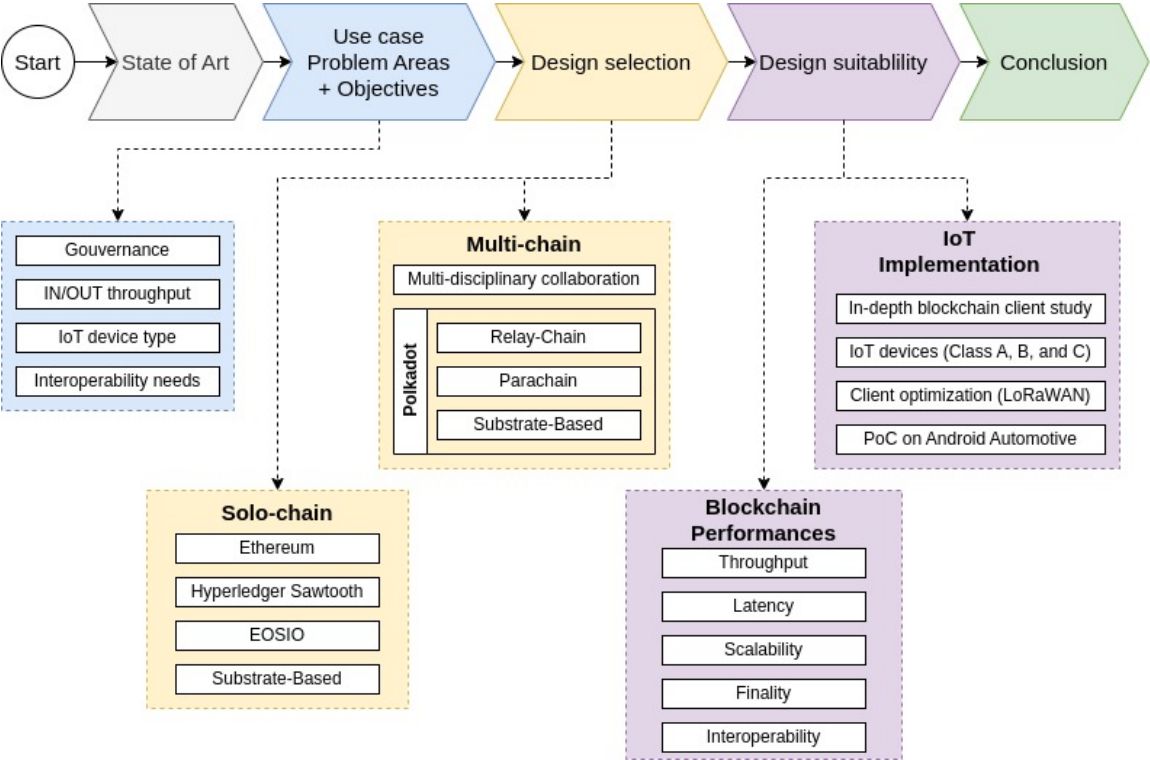 Start
State of Art
Use case
Problem Areas
+ Objectives
Design selection
Design suitablility
Conclusion
Gouvernance
IN/OUT throughput
IoT device type
Interoperability needs
Multi-chain
Multi-disciplinary collaboration
Polkadot
Relay-Chain
Parachain
Substrate-Based
IoT
Implementation
In-depth blockchain client study
IoT devices (Class A, B, and C)
Client optimization (LoRaWAN)
PoC on Android Automotive
Solo-chain
Ethereum
Hyperledger Sawtooth
EOSIO
Substrate-Based
Blockchain
Performances
Throughput
Latency
Scalability
Finality
Interoperability